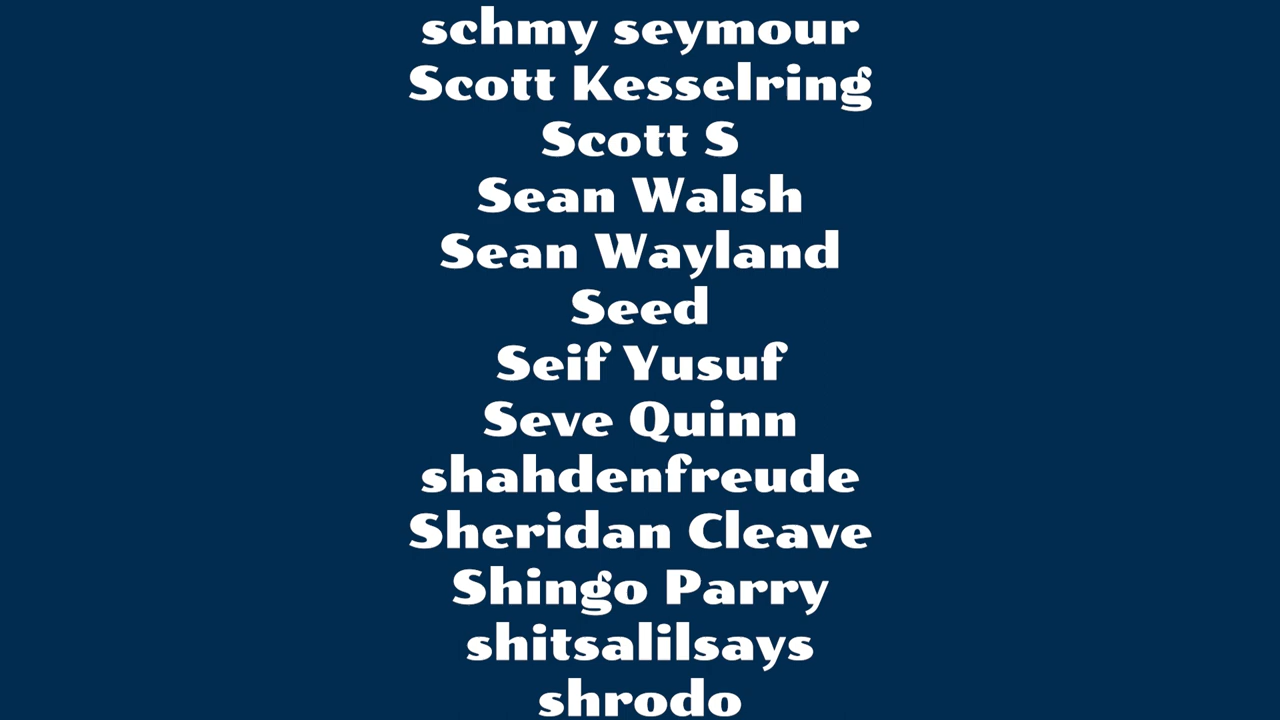 schmy seymour
Scott Kesselring
Scott S
Sean Walsh
Sean Wayland
Seed
Seif Yusuf
Seve Quinn
shahdenfreude
Sheridan Cleave
Shingo Parry
shitsalilsays
shrodo